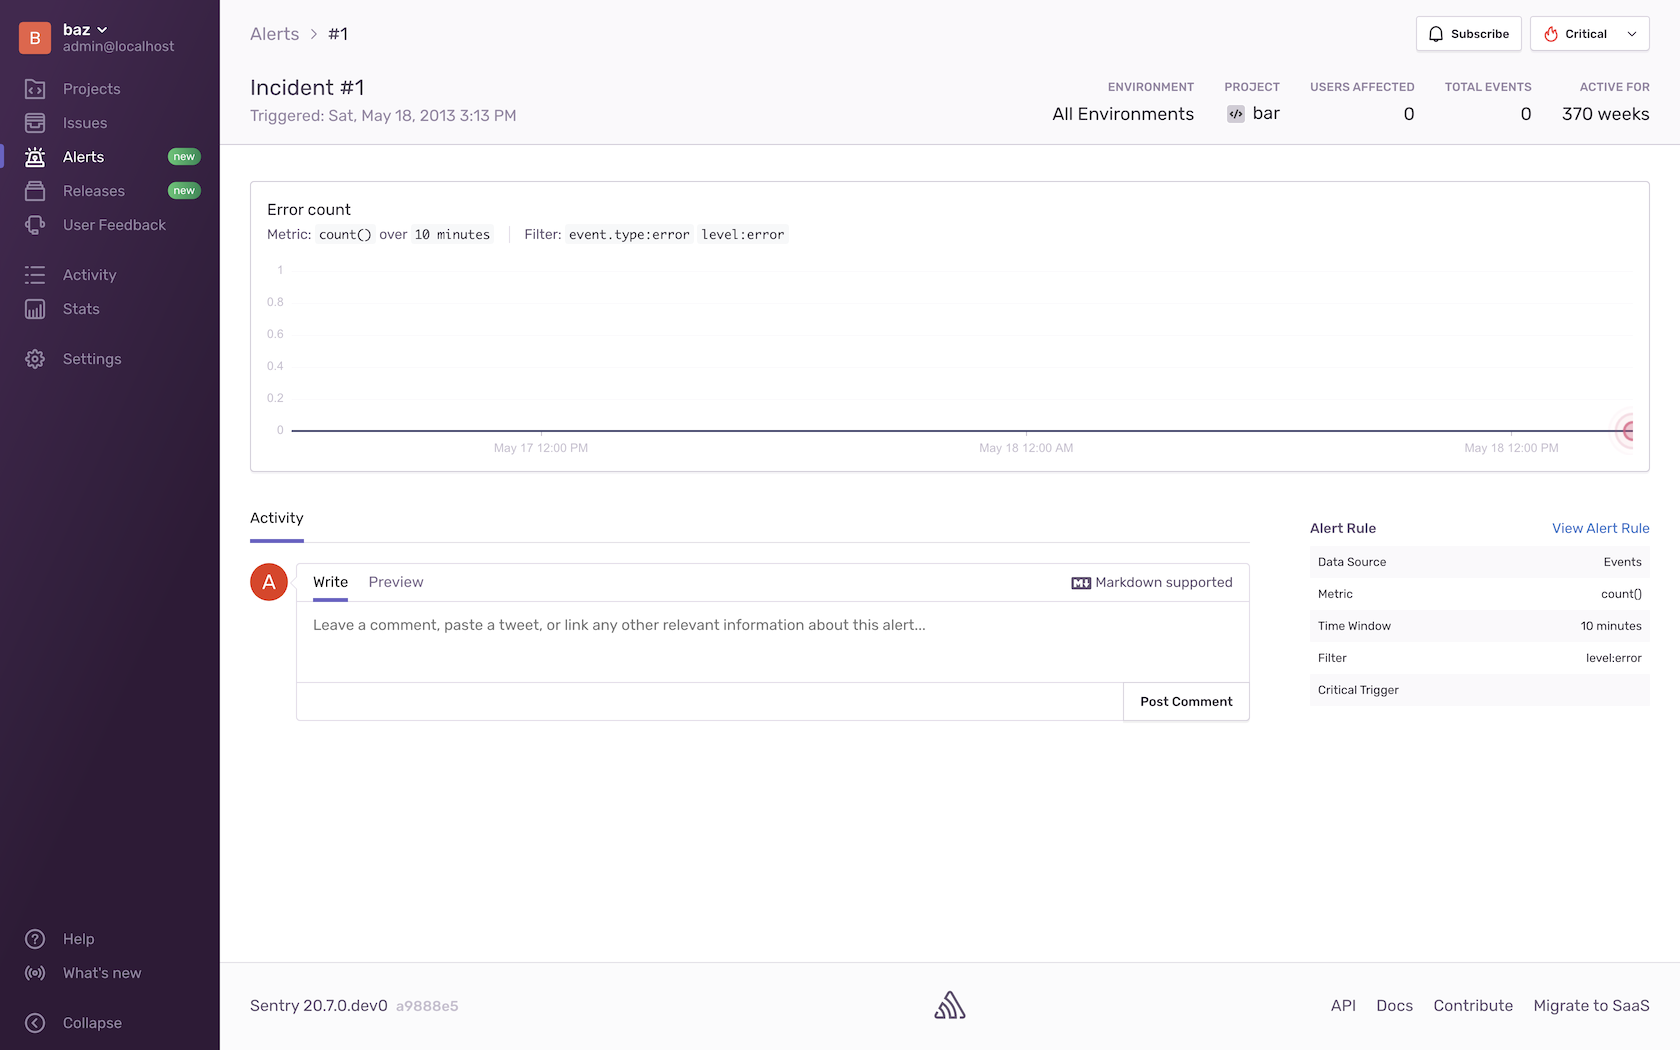 B
baz
admin@localhost
Projects
Issues
Alerts new
Releases new
User Feedback
Activity
Stats
Settings
Help
What's new
Collapse
Alerts > #1
Subscribe
Critical
Incident #1
Triggered: Sat, May 18, 2013 3:13 PM
ENVIRONMENT
All Environments
PROJECT
bar
USERS AFFECTED
0
TOTAL EVENTS
0
ACTIVE FOR
370 weeks
Error count
Metric: count() over 10 minutes Filter: event.type:error level:error
1
0.8
0.6
0.4
0.2
0
May 17 12:00 PM May 18 12:00 AM May 18 12:00 PM
Activity
A
Write Preview Markdown supported
Leave a comment, paste a tweet, or link any other relevant information about this alert...
Post Comment
Alert Rule View Alert Rule
Data Source Events
Metric count()
Time Window 10 minutes
Filter level:error
Critical Trigger
Sentry 20.7.0.dev0 a9888e5
API Docs Contribute Migrate to SaaS